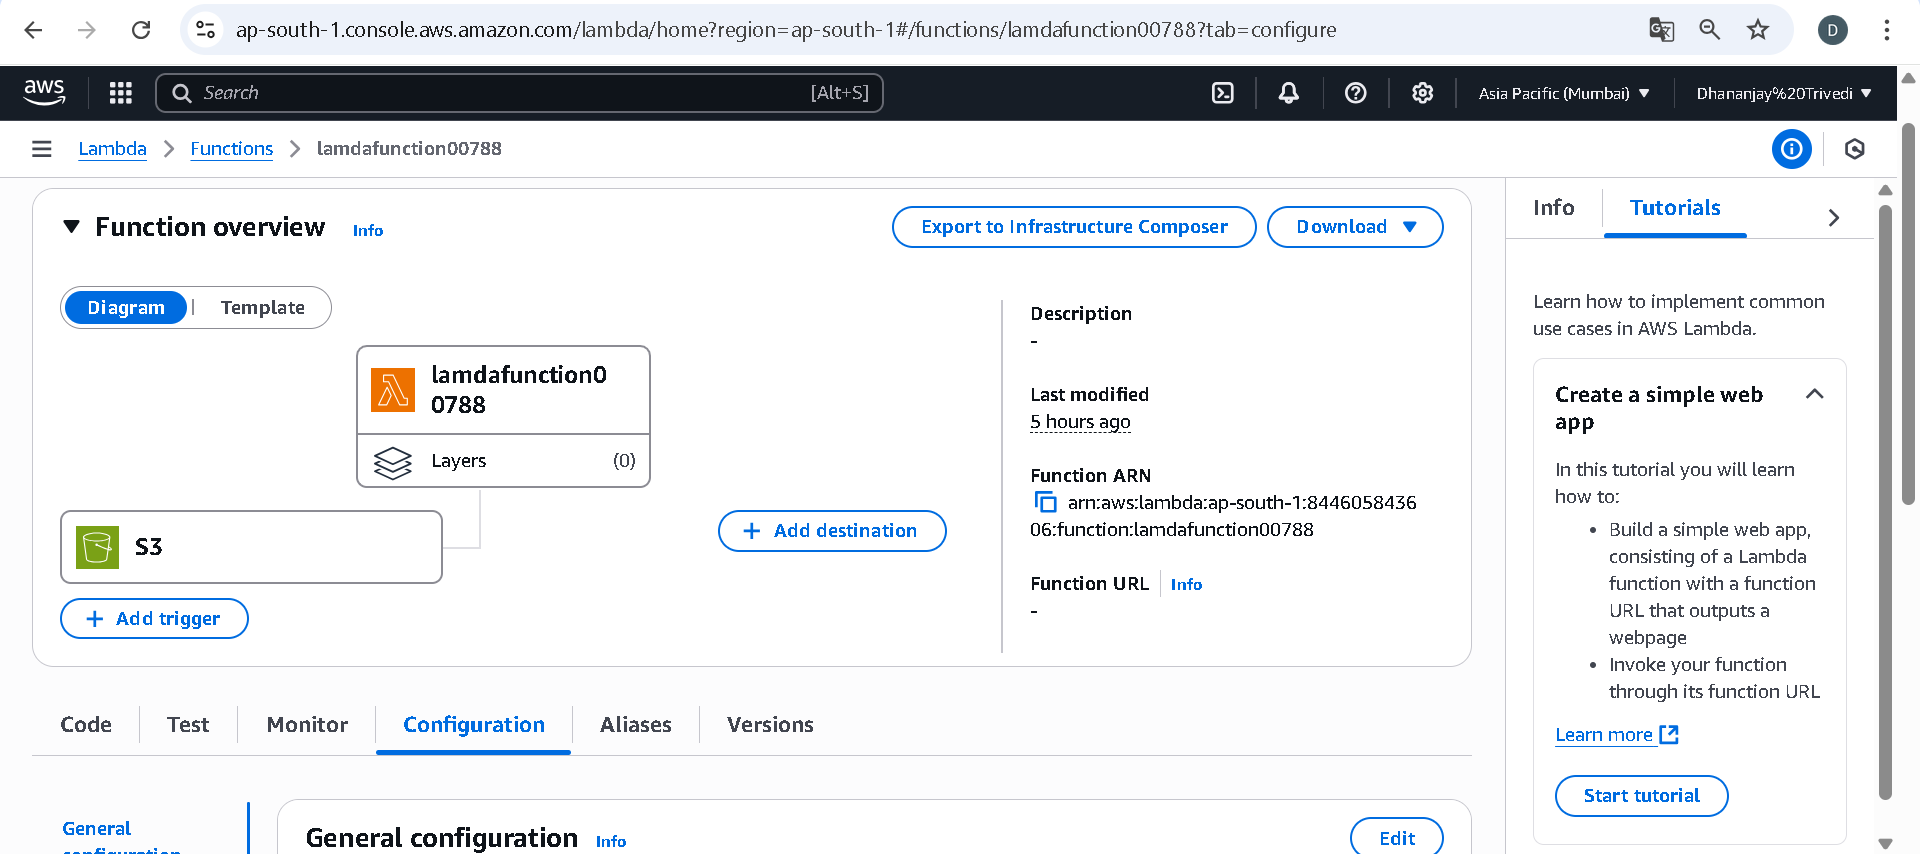 ap-south-1.console.aws.amazon.com/lambda/home?region=ap-south-1#/functions/lamdafunction00788?tab=configure
D
aws
Search
[Alt+S]
Asia Pacific (Mumbai)
Dhananjay%20Trivedi
Lambda
Functions
lamdafunction00788
Function overview
Info
Export to Infrastructure Composer
Download
Diagram
Template
lamdafunction0
0788
Layers
(0)
S3
Add trigger
Add destination
Description
-
Last modified
5 hours ago
Function ARN
arn:aws:lambda:ap-south-1:8446058436
06:function:lamdafunction00788
Function URL
Info
-
Code
Test
Monitor
Configuration
Aliases
Versions
General
configuration
General configuration
Info
Edit
Info
Tutorials
Learn how to implement common
use cases in AWS Lambda.
Create a simple web
app
In this tutorial you will learn
how to:
• Build a simple web app,
consisting of a Lambda
function with a function
URL that outputs a
webpage
• Invoke your function
through its function URL
Learn more
Start tutorial